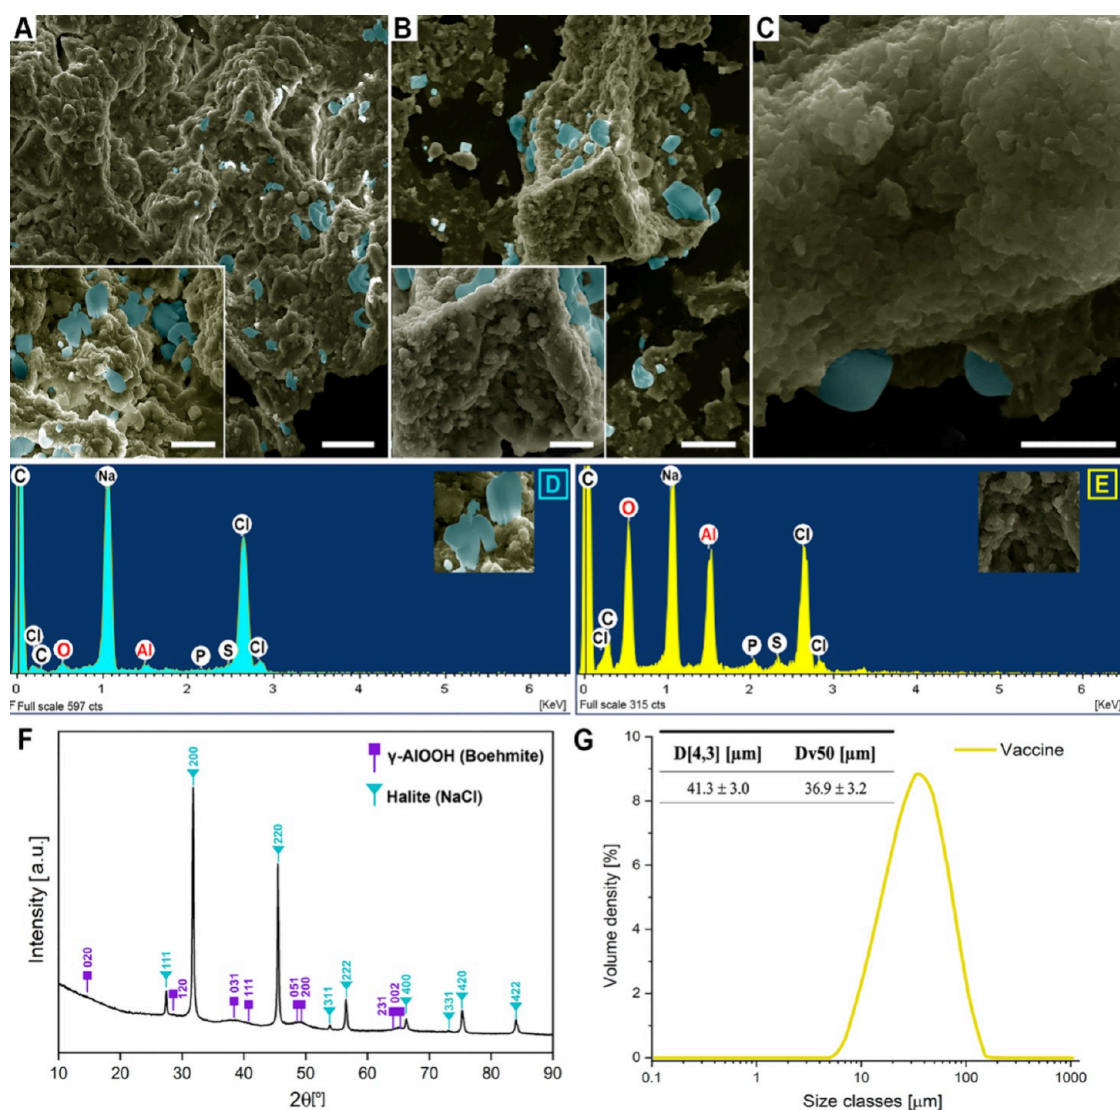 A
B
C
C
Na
Cl
Cl
C
O
Al
P
S
Cl
D
0
1
2
3
4
5
6
F Full scale 597 cts
[KeV]
C
O
Na
Al
Cl
C
Cl
P
S
Cl
E
0
1
2
3
4
5
6
Full scale 315 cts
[KeV]
F
γ-AlOOH (Boehmite)
Halite (NaCl)
Intensity [a.u.]
020
111
120
200
031
111
220
051
200
311
222
231
002
400
331
420
422
10 20 30 40 50 60 70 80 90
2θ[º]
G
D[4,3] [µm] Dv50 [µm]
41.3 ± 3.0 36.9 ± 3.2
Vaccine
Volume density [%]
10
8
6
4
2
0
0.1 1 10 100 1000
Size classes [µm]